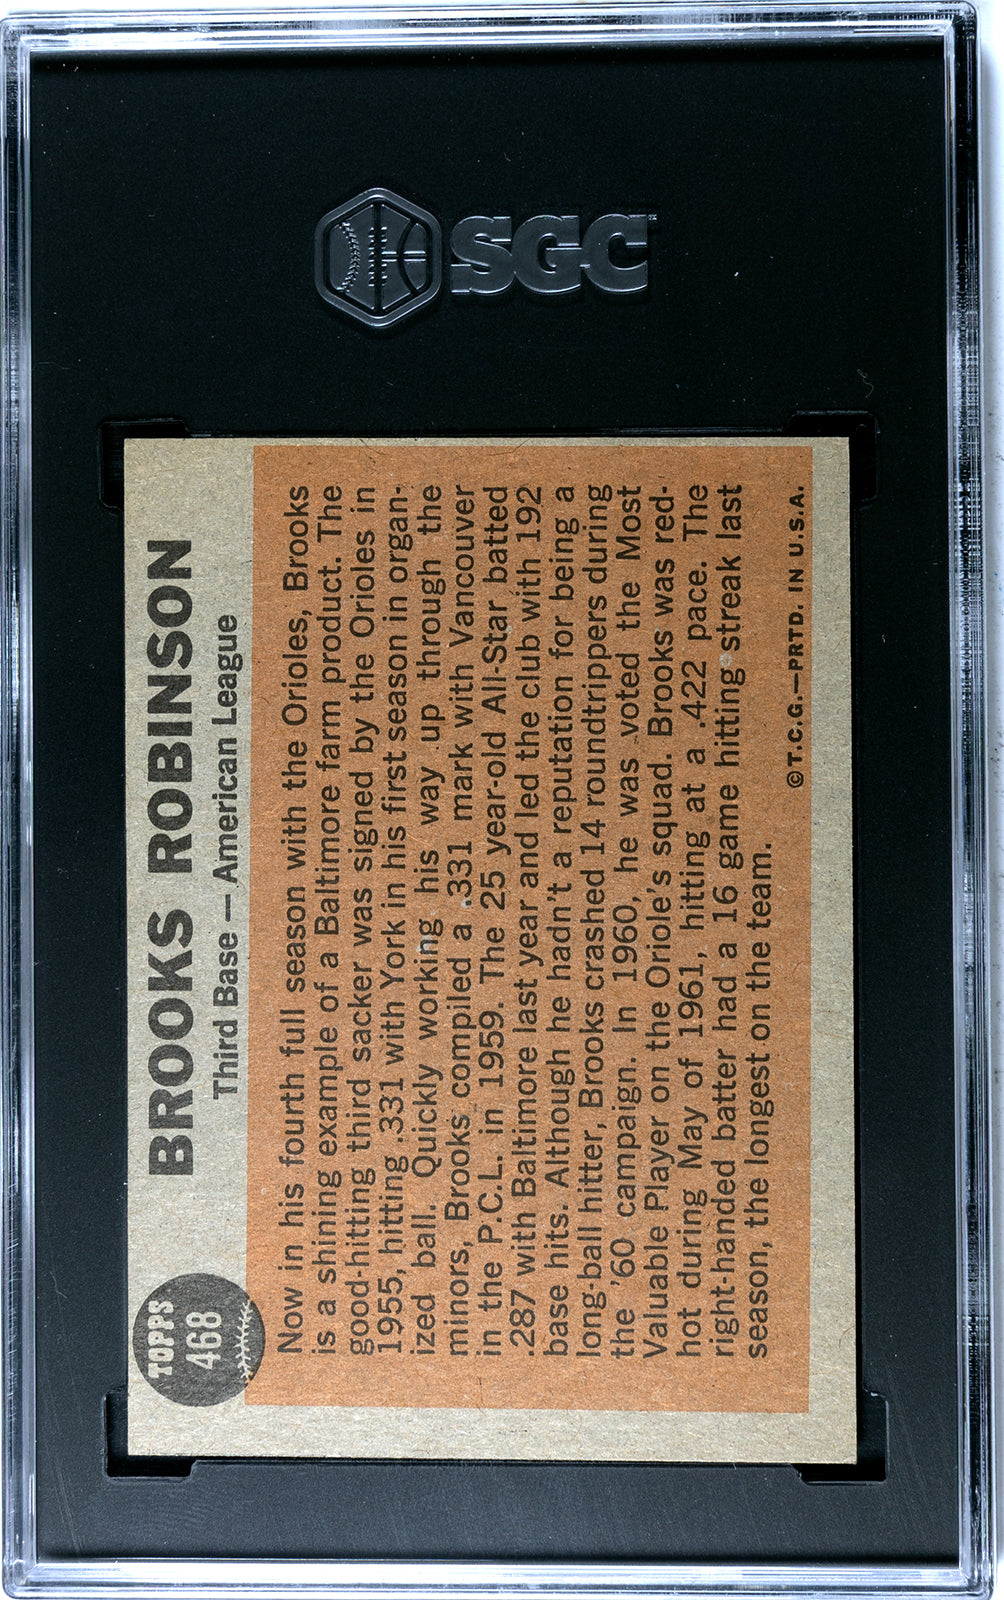 SGC
TOPPS
468
BROOKS ROBINSON
Third Base — American League
Now in his fourth full season with the Orioles, Brooks
is a shining example of a Baltimore farm product. The
good-hitting third sacker was signed by the Orioles in
1955, hitting .331 with York in his first season in organ-
ized ball. Quickly working his way up through the
minors, Brooks compiled a .331 mark with Vancouver
in the P.C.L. in 1959. The 25 year-old All-Star batted
.287 with Baltimore last year and led the club with 192
base hits. Although he hadn't a reputation for being a
long-ball hitter, Brooks crashed 14 roundtrippers during
the '60 campaign. In 1960, he was voted the Most
Valuable Player on the Oriole's squad. Brooks was red-
hot during May of 1961, hitting at a .422 pace. The
right-handed batter had a 16 game hitting streak last
season, the longest on the team.
©T.C.G.—PRTD. IN U.S.A.